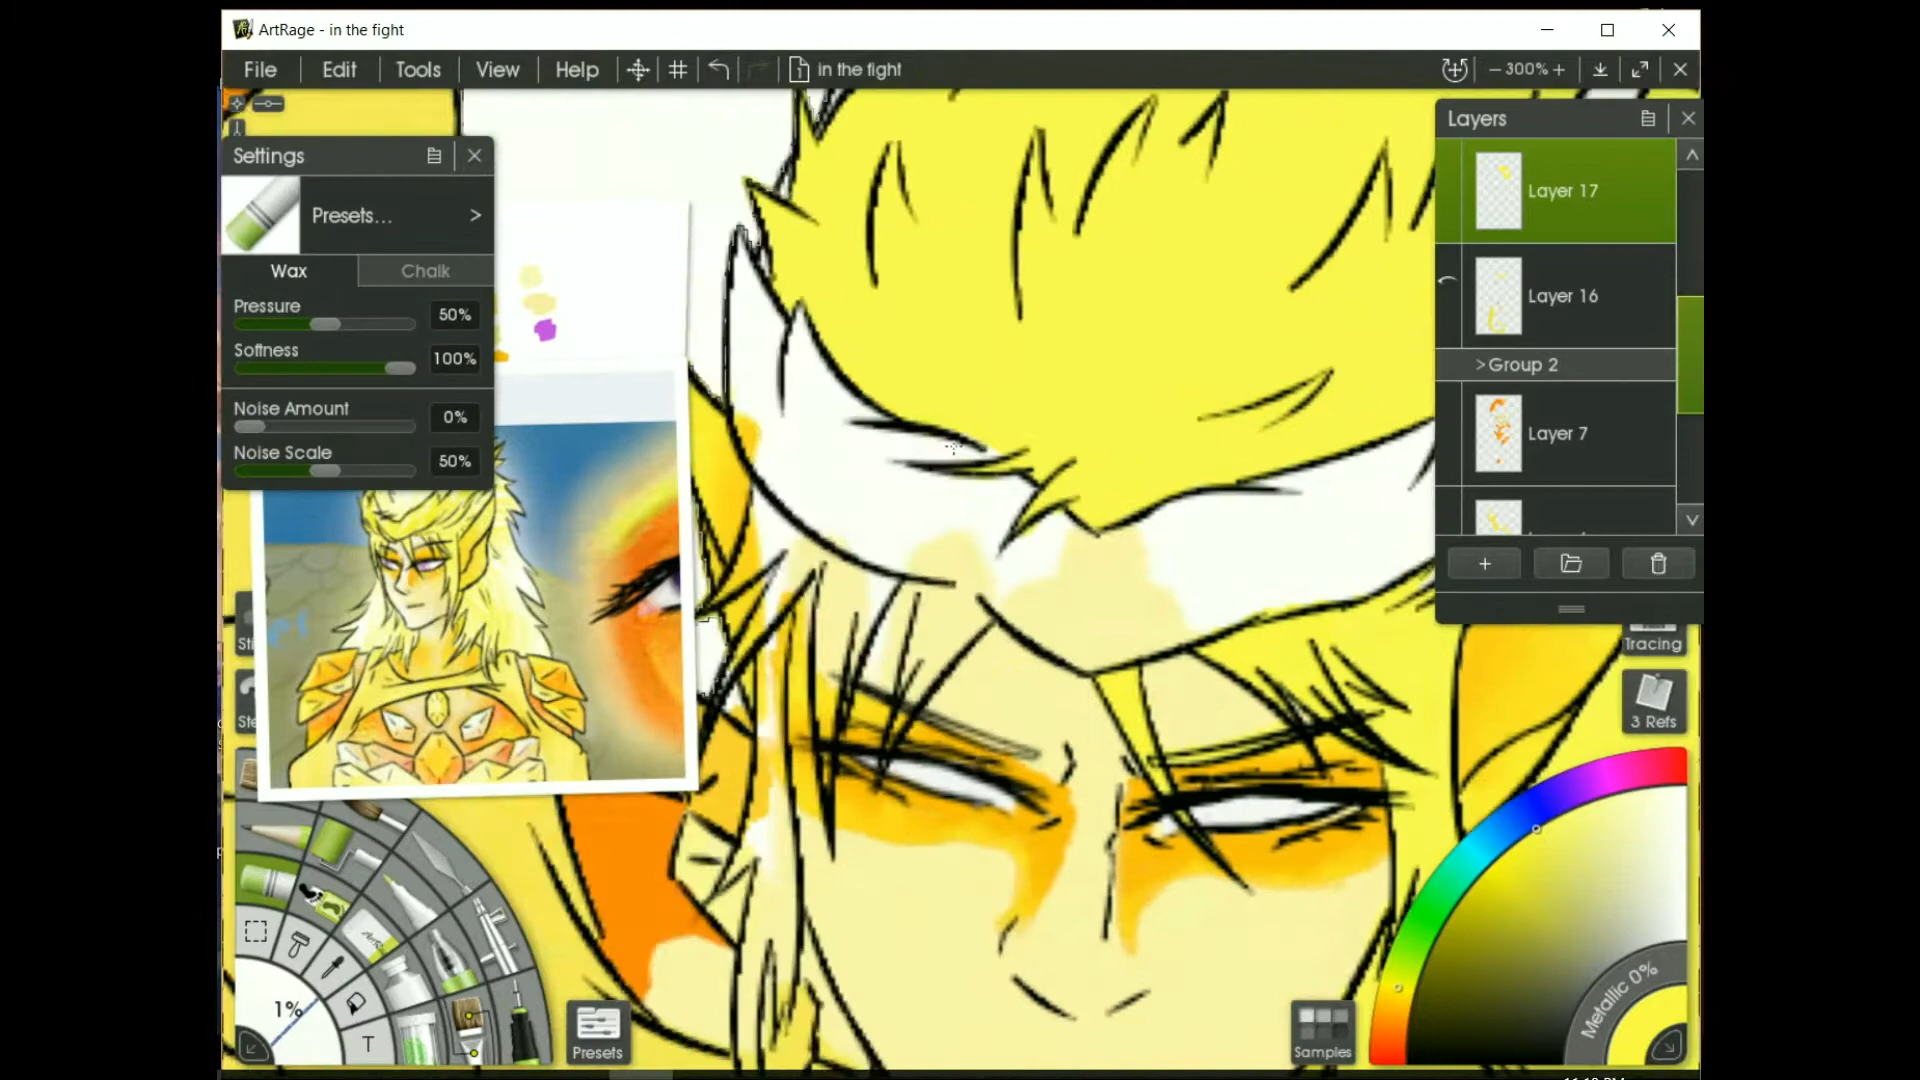 ArtRage - in the fight
File Edit Tools View Help in the fight 300%
Settings
Presets...
Wax Chalk
Pressure 50%
Softness 100%
Noise Amount 0%
Noise Scale 50%
Layers
Layer 17
Layer 16
>Group 2
Layer 7
Tracing
3 Refs
1%
T
Presets
Samples
Metallic 0%